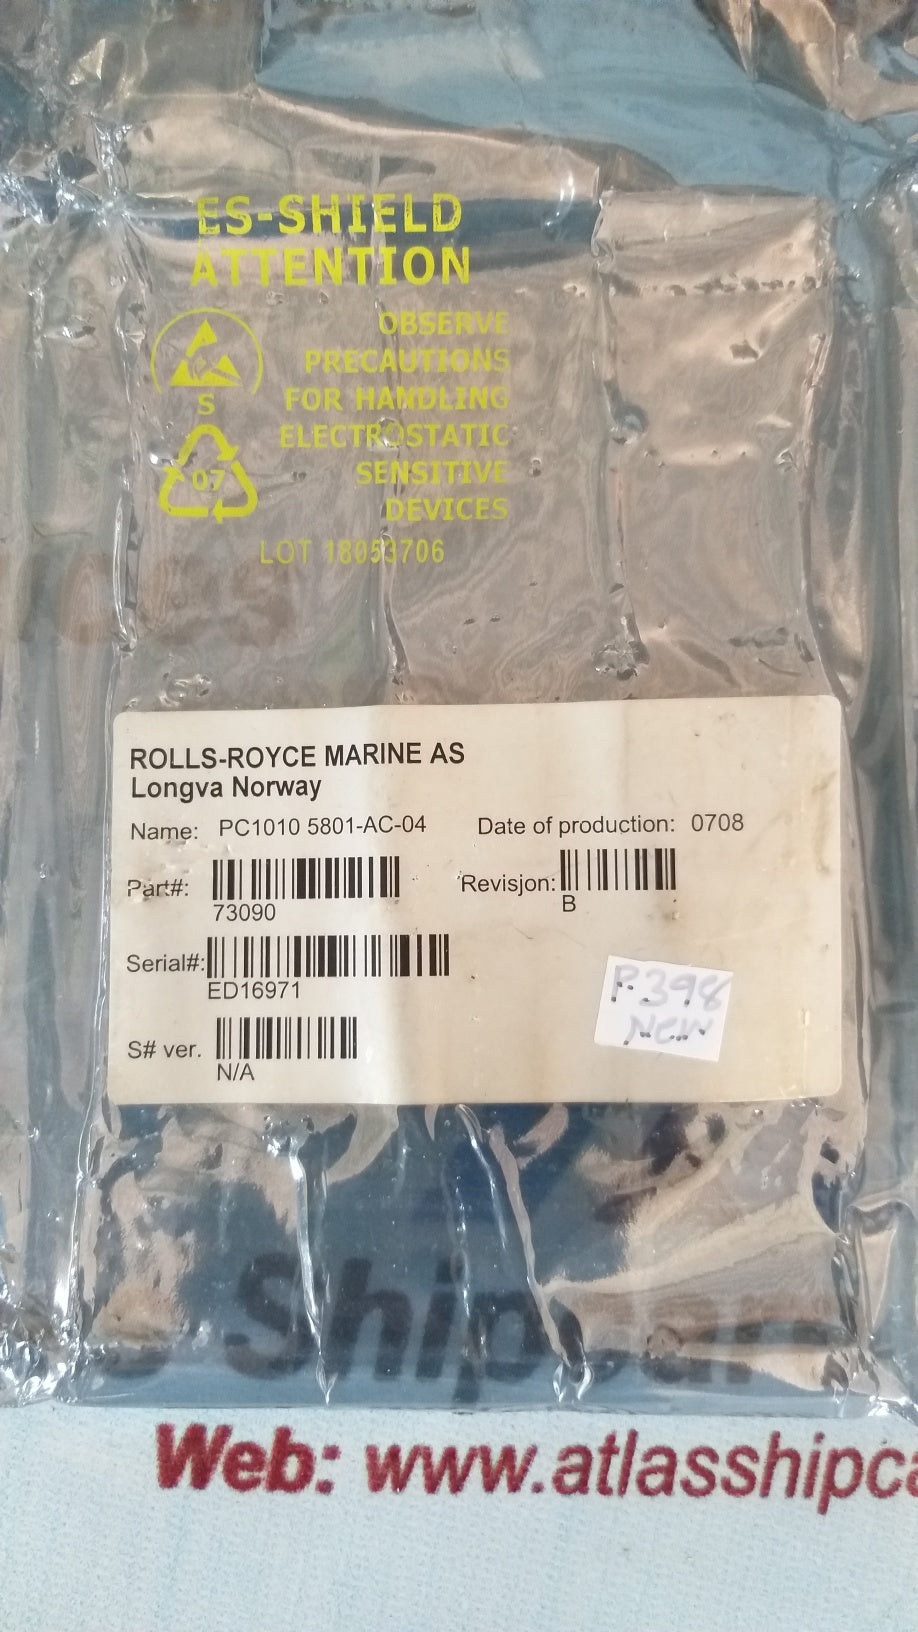 ES-SHIELD
ATTENTION
OBSERVE
PRECAUTIONS
FOR HANDLING
ELECTROSTATIC
SENSITIVE
DEVICES
S
07
LOT 18053706
ROLLS-ROYCE MARINE AS
Longva Norway
Name: PC1010 5801-AC-04 Date of production: 0708
Part#: Revisjon:
73090 B
Serial#:
ED16971
S# ver.
N/A
P.398
NEW
Shipcare
Web: www.atlasshipca